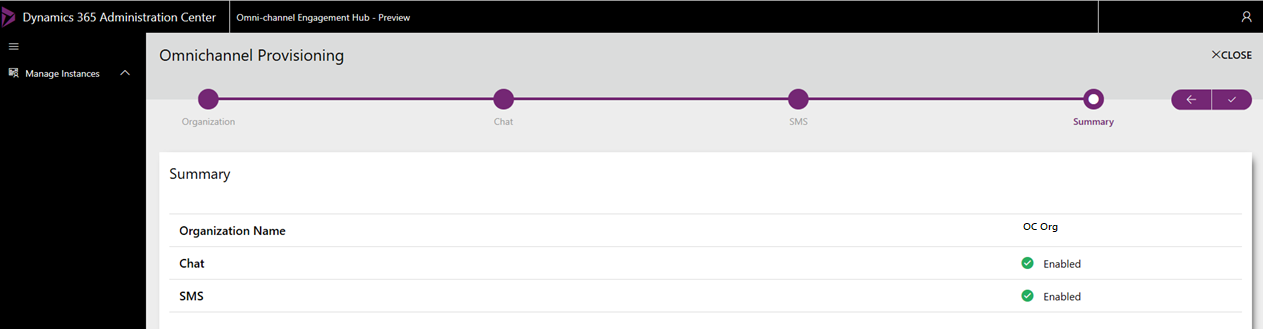 Dynamics 365 Administration Center
Omni-channel Engagement Hub - Preview
Manage Instances
Omnichannel Provisioning
CLOSE
Organization
Chat
SMS
Summary
Summary
Organization Name
OC Org
Chat
Enabled
SMS
Enabled